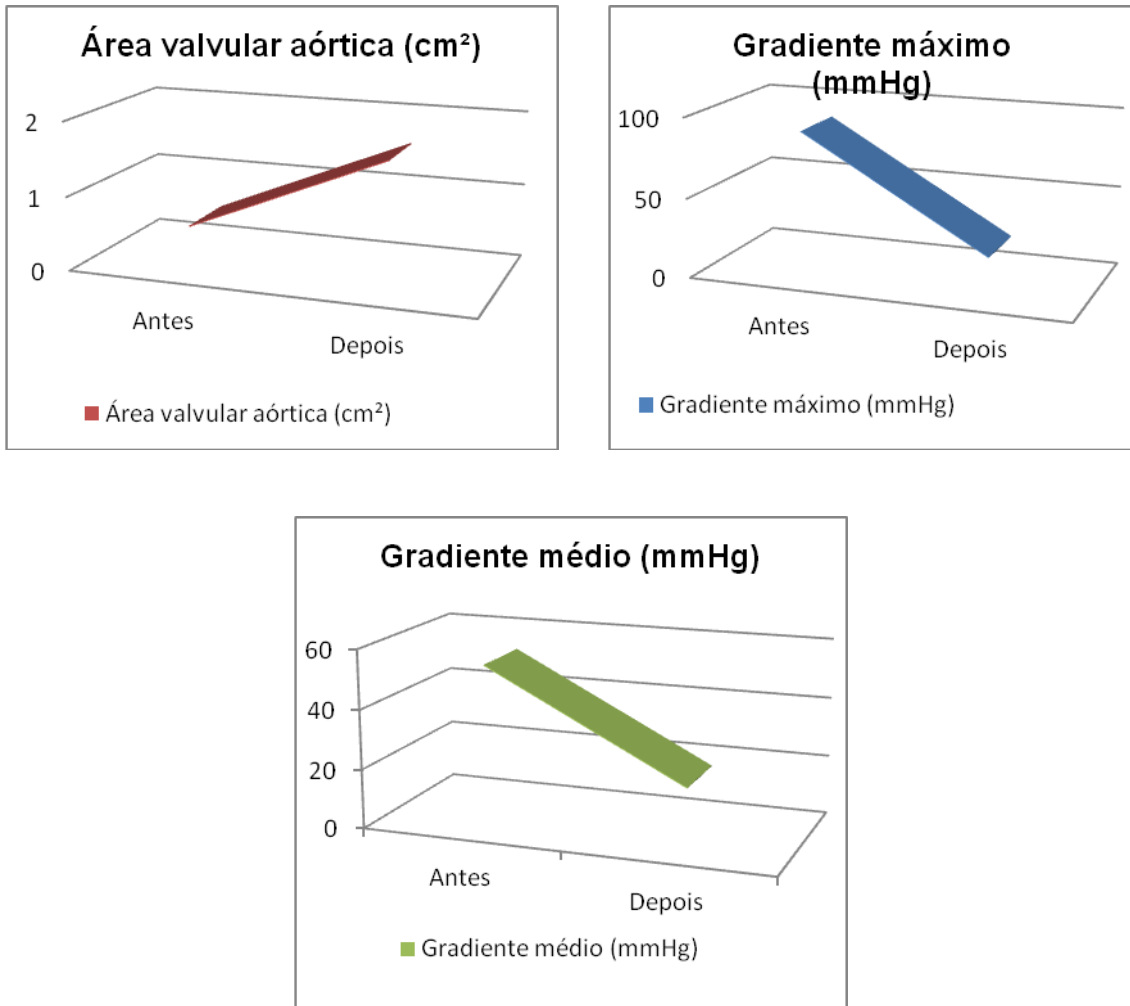 Área valvular aórtica (cm²)
2
1
0
Antes
Depois
Área valvular aórtica (cm²)
Gradiente máximo
(mmHg)
100
50
0
Antes
Depois
Gradiente máximo (mmHg)
Gradiente médio (mmHg)
60
40
20
0
Antes
Depois
Gradiente médio (mmHg)